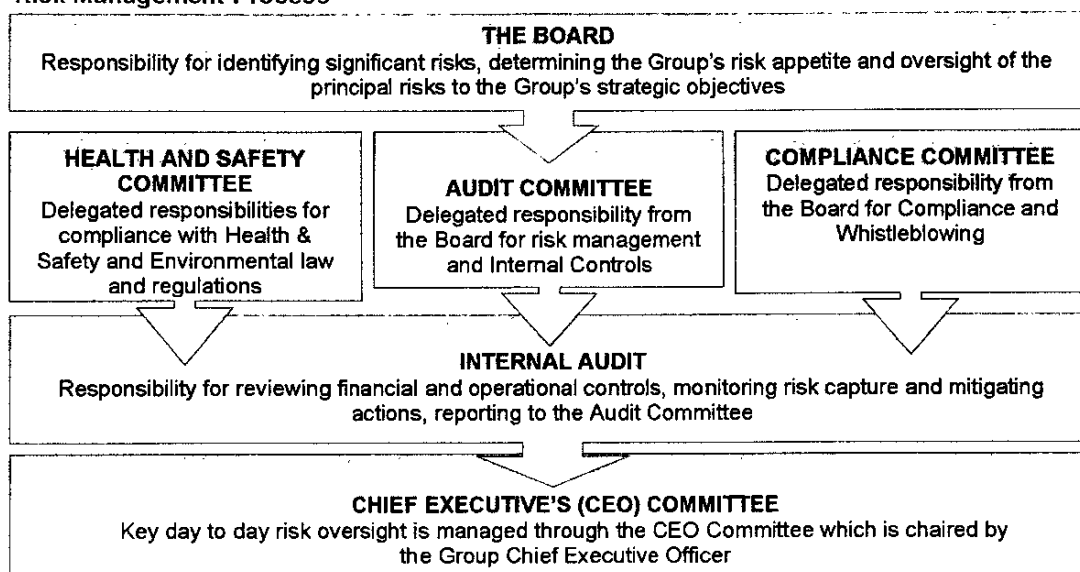 Risk Management Process
THE BOARD
Responsibility for identifying significant risks, determining the Group's risk appetite and oversight of the
principal risks to the Group's strategic objectives
HEALTH AND SAFETY
COMMITTEE
Delegated responsibilities for
compliance with Health &
Safety and Environmental law
and regulations
AUDIT COMMITTEE
Delegated responsibility from
the Board for risk management
and Internal Controls
COMPLIANCE COMMITTEE
Delegated responsibility from
the Board for Compliance and
Whistleblowing
INTERNAL AUDIT
Responsibility for reviewing financial and operational controls, monitoring risk capture and mitigating
actions, reporting to the Audit Committee
CHIEF EXECUTIVE'S (CEO) COMMITTEE
Key day to day risk oversight is managed through the CEO Committee which is chaired by
the Group Chief Executive Officer